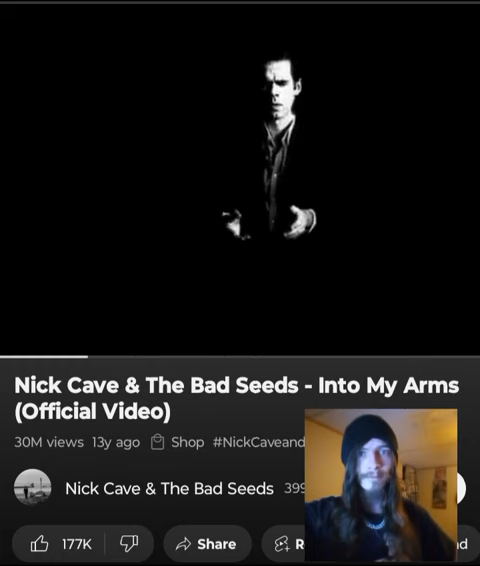 Nick Cave & The Bad Seeds - Into My Arms
(Official Video)
30M views 13y ago Shop #NickCaveand
Nick Cave & The Bad Seeds 399
177K Share R